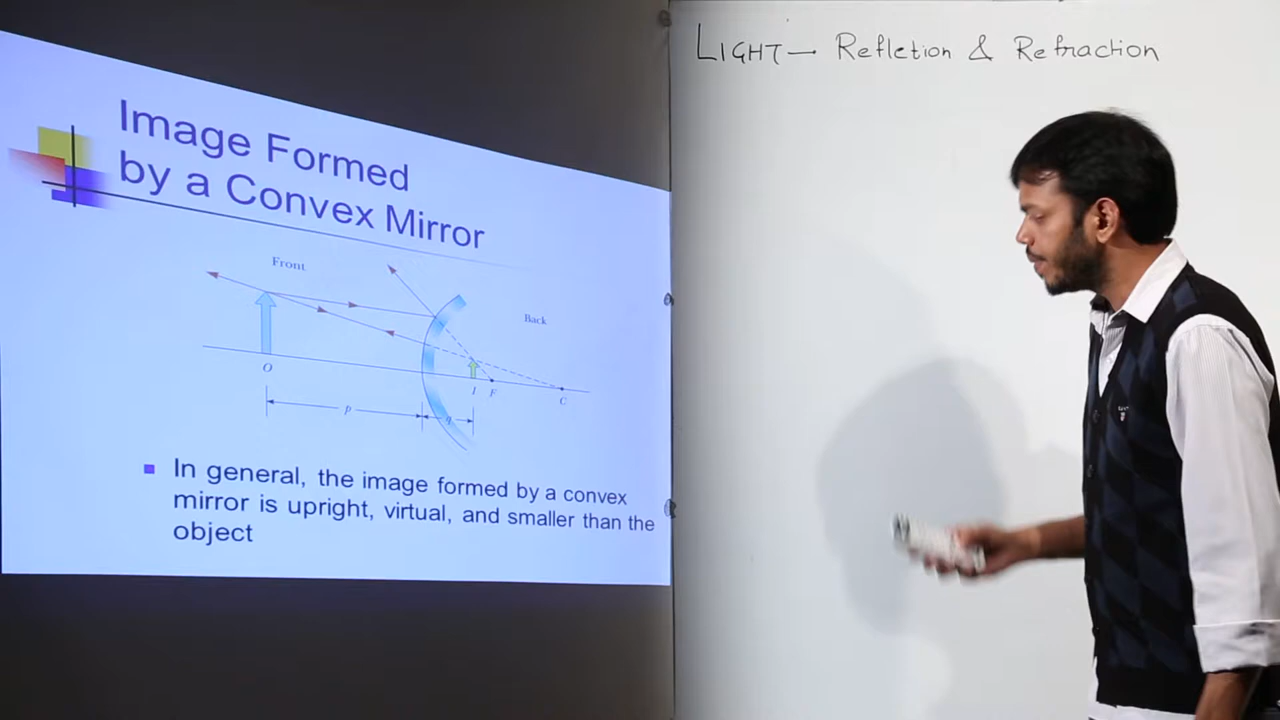 Image Formed
by a Convex Mirror
Front
Back
O
I F
C
p
q
In general, the image formed by a convex
mirror is upright, virtual, and smaller than the
object
LIGHT— Refletion & Refraction